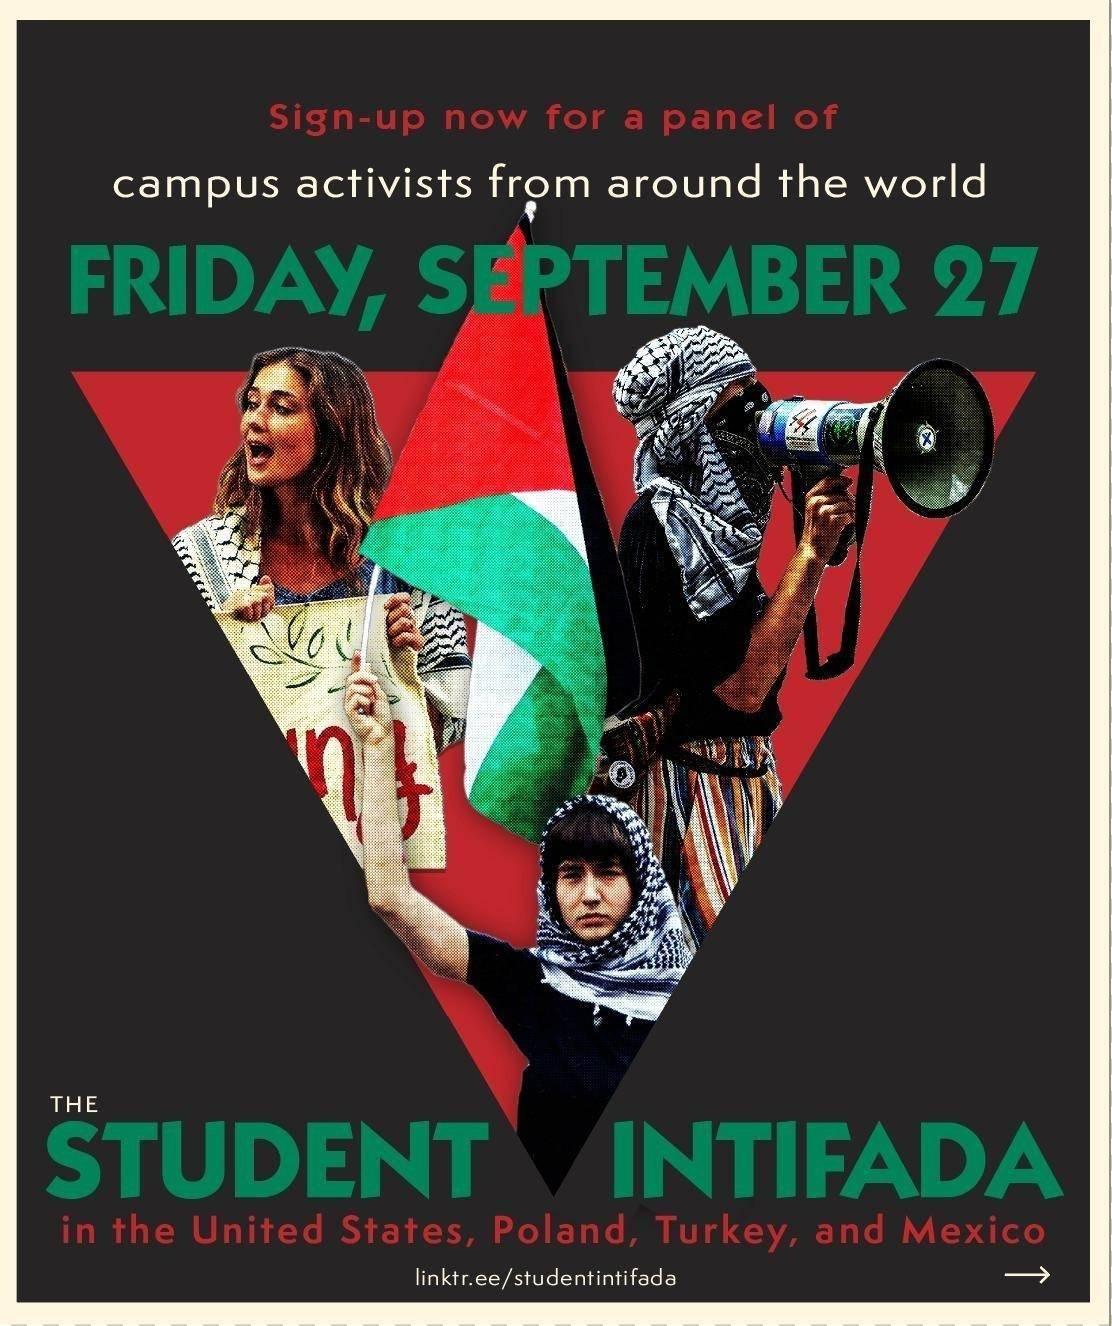 Sign-up now for a panel of
campus activists from around the world
FRIDAY, SEPTEMBER 27
THE
STUDENT INTIFADA
in the United States, Poland, Turkey, and Mexico
linktr.ee/studentintifada